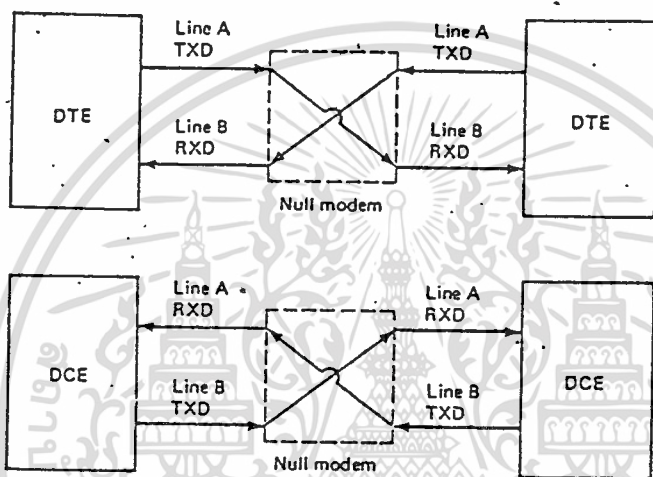 Line A
TXD
Line A
TXD
DTE
Line B
RXD
Line B
RXD
DTE
Null modem
Line A
RXD
Line A
RXD
DCE
Line B
TXD
Line B
TXD
DCE
Null modem